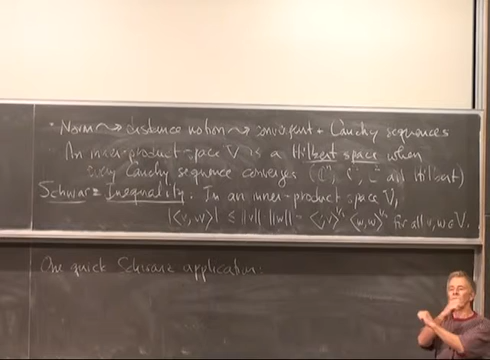 • Norm ⇝ distance notion ⇝ convergent + Cauchy sequences
An inner-product-space V is a Hilbert space when
every Cauchy sequence converges (ℂⁿ, ℓ², L² all Hilbert)
Schwarz Inequality: In an inner-product space V,
|⟨v,w⟩| ≤ ||v|| ||w|| = ⟨v,v⟩^½ ⟨w,w⟩^½ for all v,w ∈ V.
One quick Schwarz application: